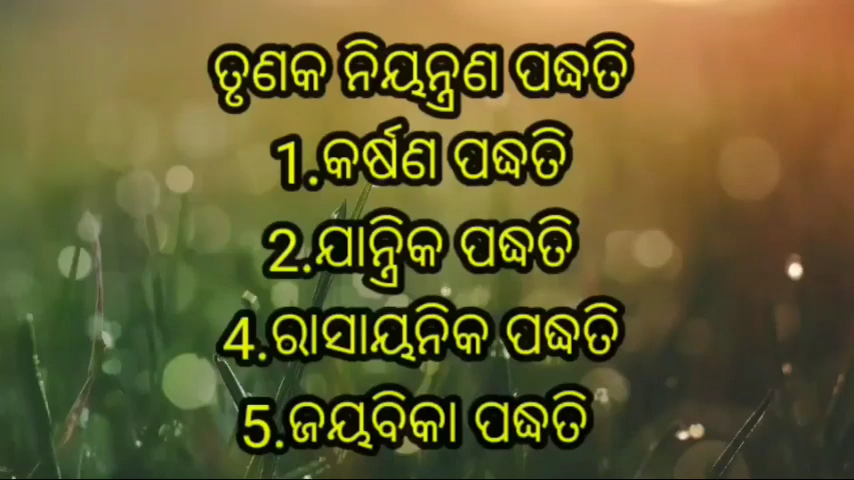 ତୃଣକ ନିୟନ୍ତ୍ରଣ ପଦ୍ଧତି
1.କର୍ଷଣ ପଦ୍ଧତି
2.ଯାନ୍ତ୍ରିକ ପଦ୍ଧତି
4.ରାସାୟନିକ ପଦ୍ଧତି
5.ଜୟବିକା ପଦ୍ଧତି